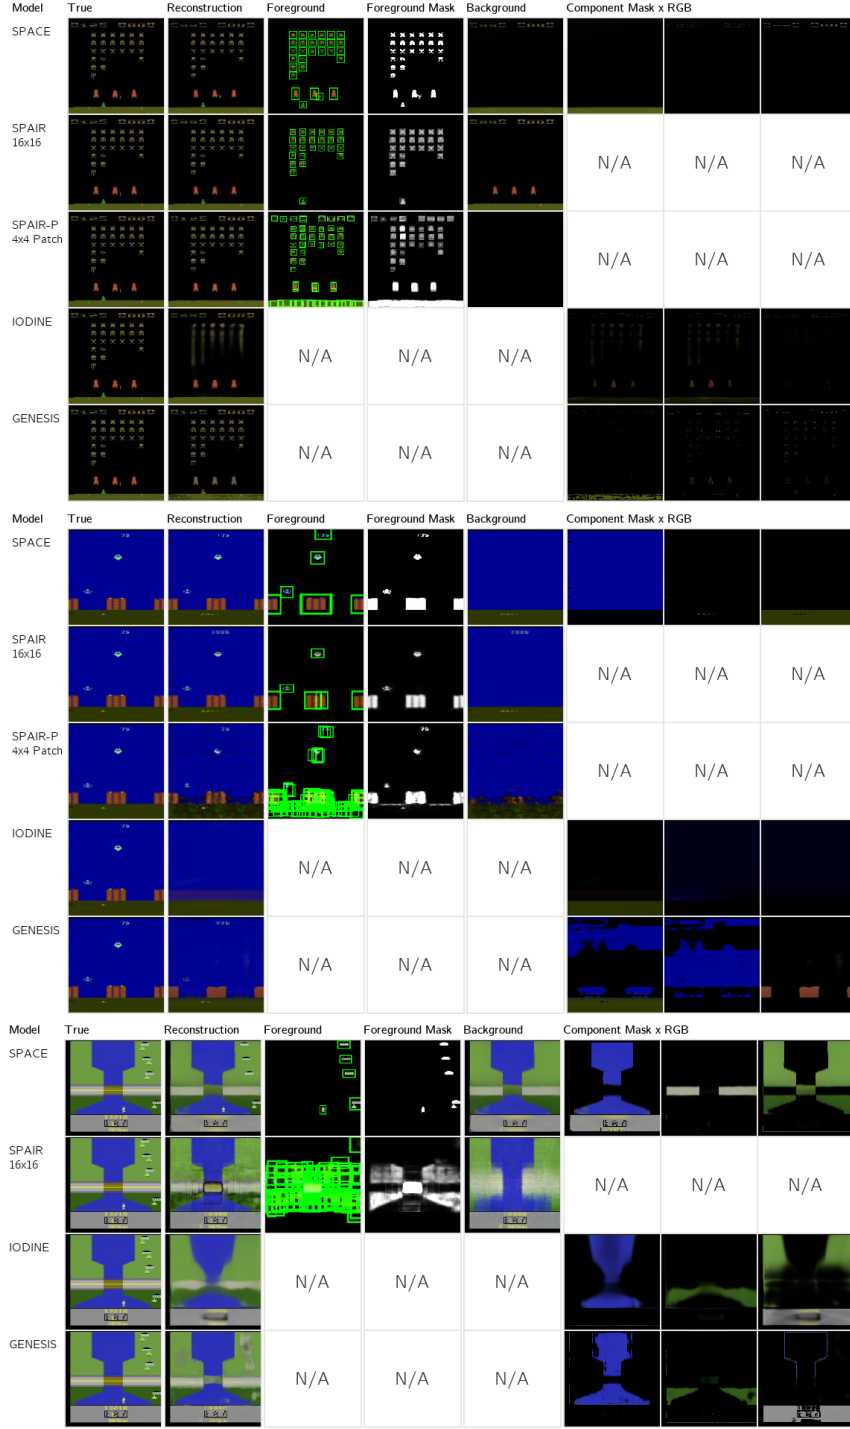 Model True Reconstruction Foreground Foreground Mask Background Component Mask x RGB
SPACE
SPAIR
16x16
N/A N/A N/A
SPAIR-P
4x4 Patch
N/A N/A N/A
IODINE
N/A N/A N/A
GENESIS
N/A N/A N/A
Model True Reconstruction Foreground Foreground Mask Background Component Mask x RGB
SPACE
SPAIR
16x16
N/A N/A N/A
SPAIR-P
4x4 Patch
N/A N/A N/A
IODINE
N/A N/A N/A
GENESIS
N/A N/A N/A
Model True Reconstruction Foreground Foreground Mask Background Component Mask x RGB
SPACE
SPAIR
16x16
N/A N/A N/A
IODINE
N/A N/A N/A
GENESIS
N/A N/A N/A